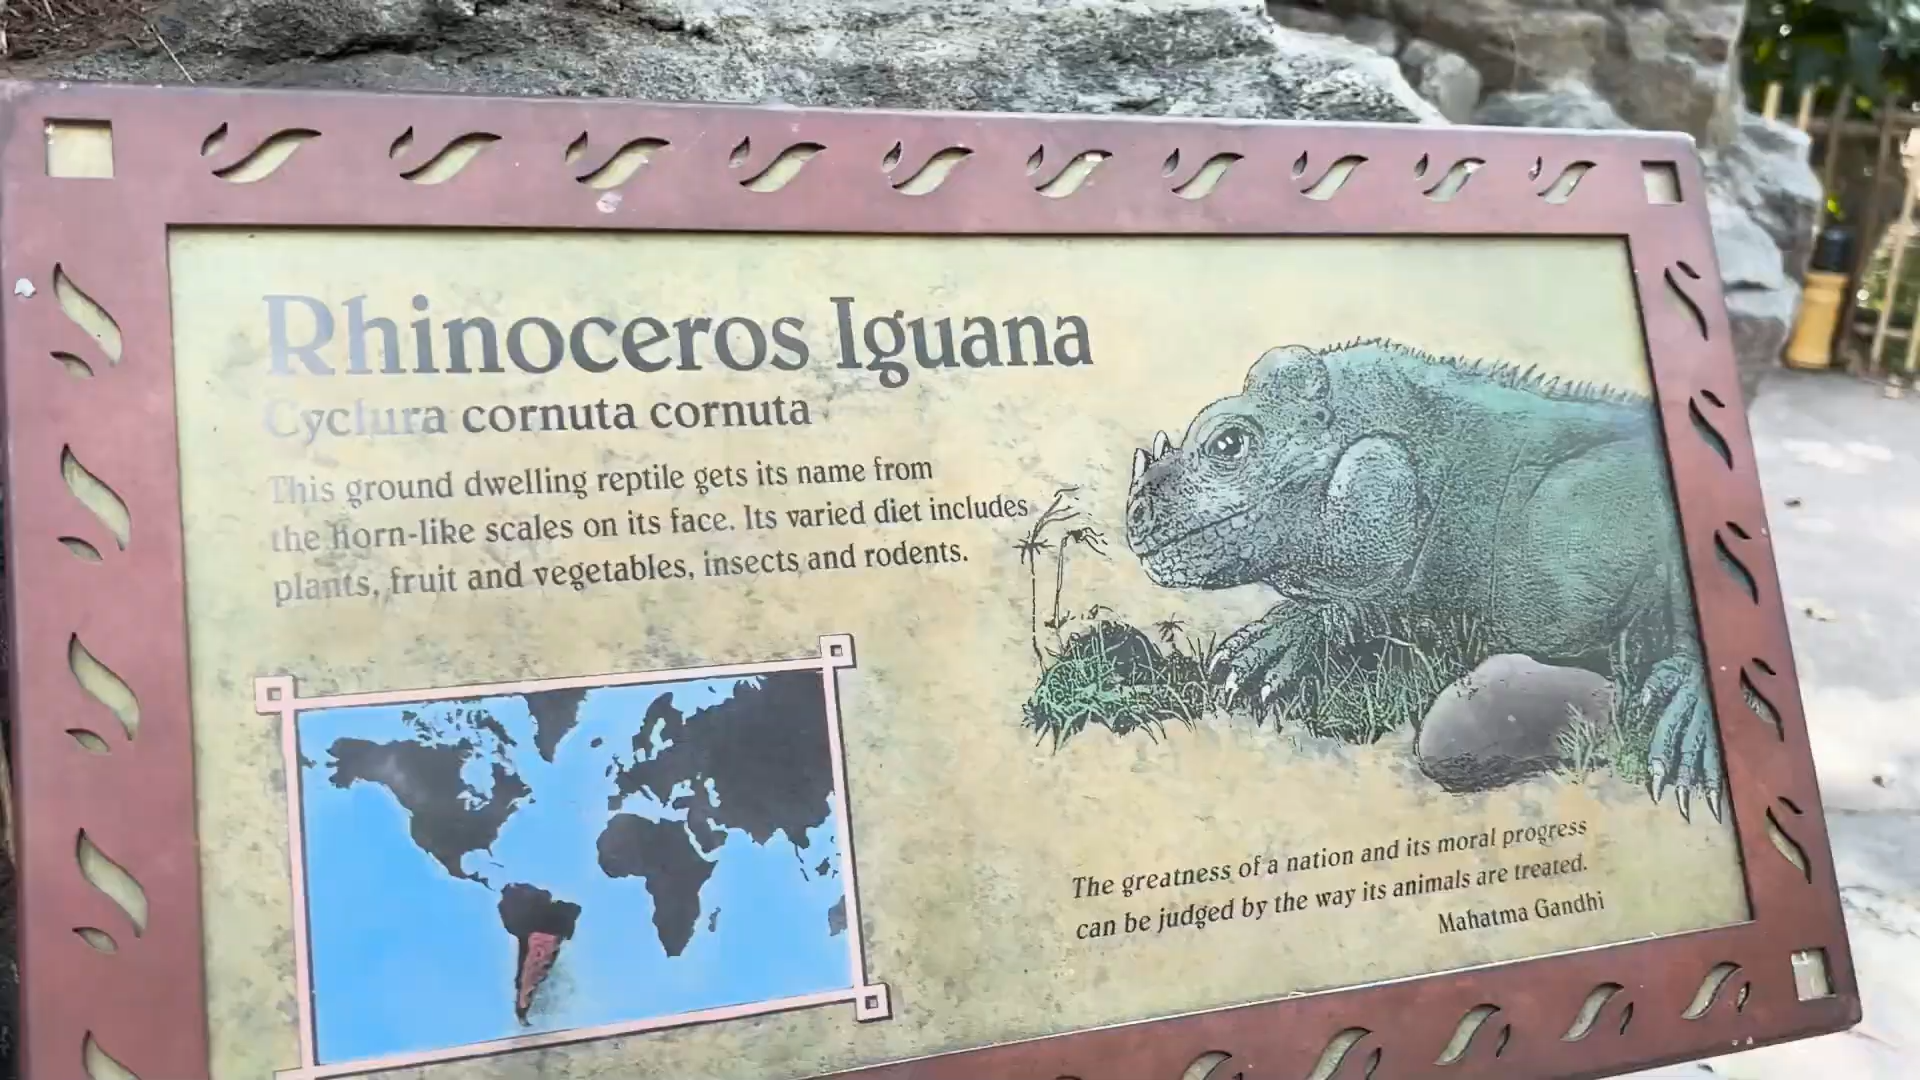 Rhinoceros Iguana
Cyclura cornuta cornuta
This ground dwelling reptile gets its name from
the horn-like scales on its face. Its varied diet includes
plants, fruit and vegetables, insects and rodents.
The greatness of a nation and its moral progress
can be judged by the way its animals are treated.
Mahatma Gandhi